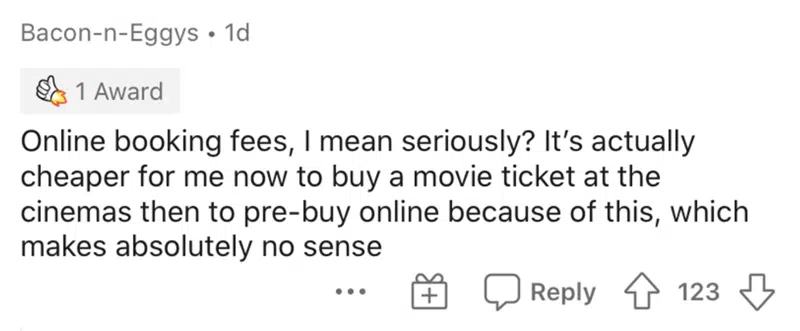 Bacon-n-Eggys • 1d
1 Award
Online booking fees, I mean seriously? It’s actually
cheaper for me now to buy a movie ticket at the
cinemas then to pre-buy online because of this, which
makes absolutely no sense
Reply 123